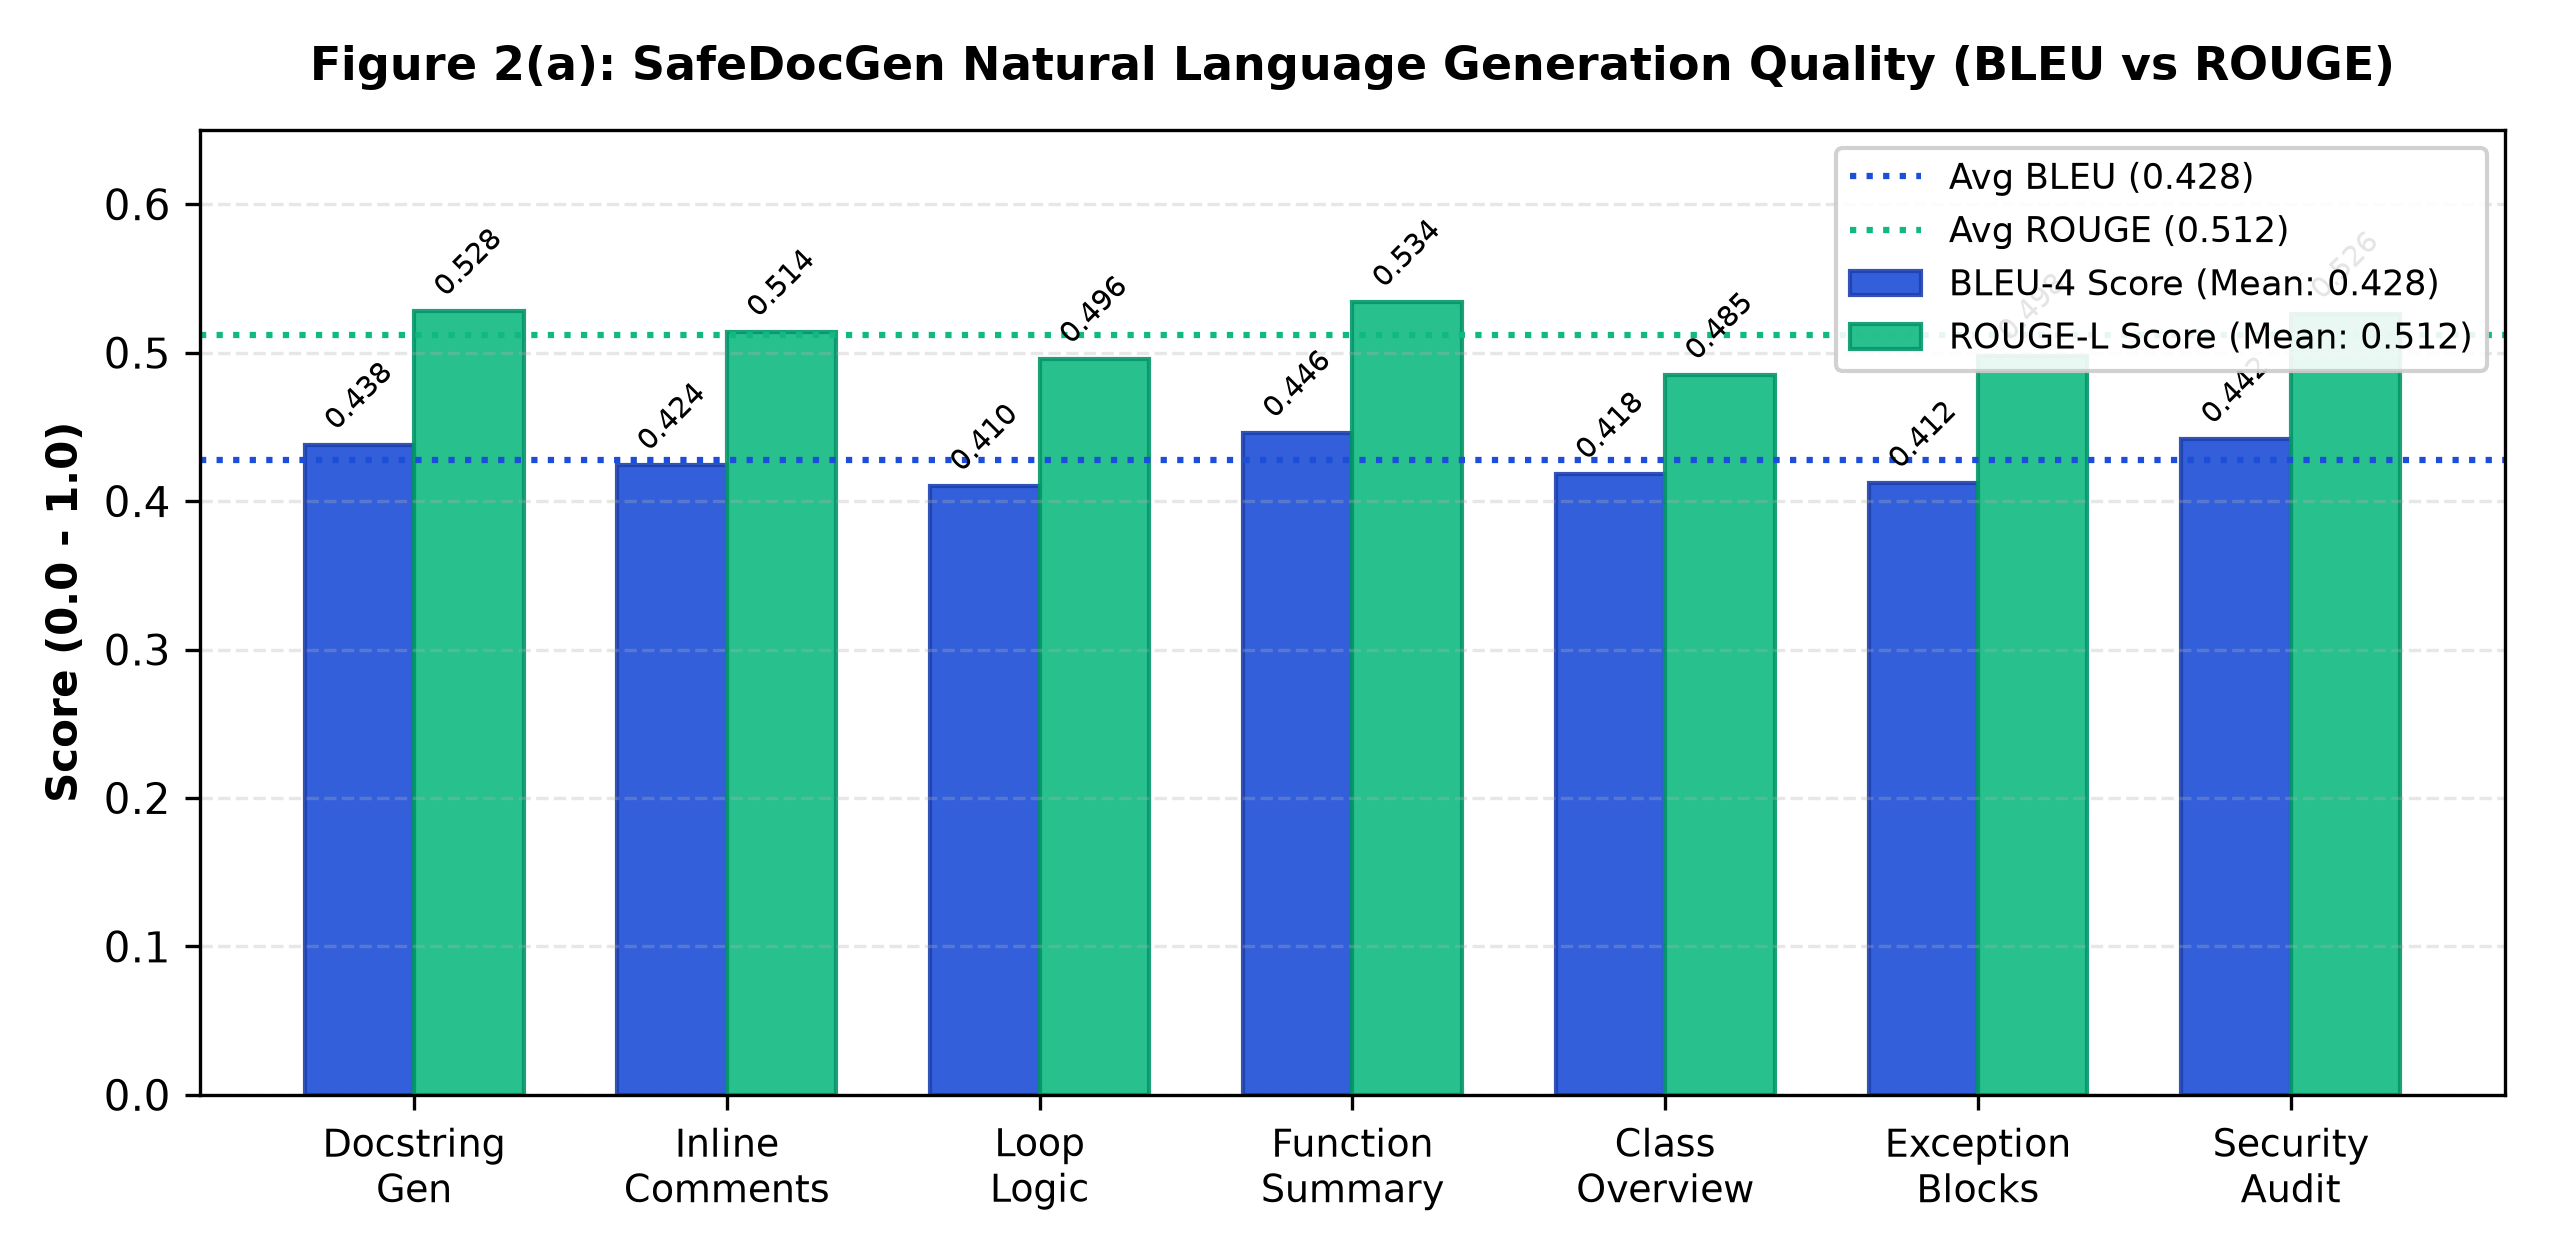 Figure 2(a): SafeDocGen Natural Language Generation Quality (BLEU vs ROUGE)
Avg BLEU (0.428)
Avg ROUGE (0.512)
BLEU-4 Score (Mean: 0.428)
ROUGE-L Score (Mean: 0.512)
Score (0.0 - 1.0)
0.6
0.5
0.4
0.3
0.2
0.1
0.0
0.438
0.528
0.424
0.514
0.410
0.496
0.446
0.534
0.418
0.485
0.412
0.442
0.526
Docstring
Gen
Inline
Comments
Loop
Logic
Function
Summary
Class
Overview
Exception
Blocks
Security
Audit